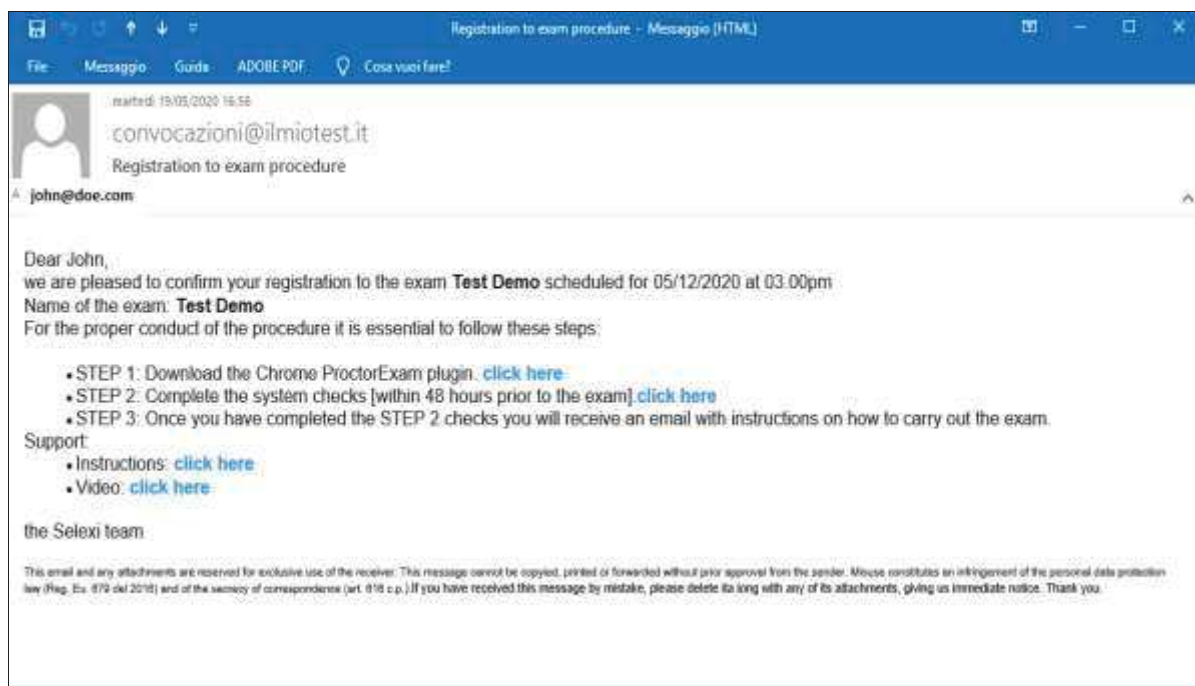 Registration to exam procedure - Messaggio (HTML)
File Messaggio Guida ADOBE PDF Cosa vuoi fare?
martedì 19/05/2020 16:56
convocazioni@ilmiotest.it
Registration to exam procedure
A john@doe.com
Dear John,
we are pleased to confirm your registration to the exam Test Demo scheduled for 05/12/2020 at 03.00pm
Name of the exam: Test Demo
For the proper conduct of the procedure it is essential to follow these steps:
• STEP 1: Download the Chrome ProctorExam plugin. click here
• STEP 2: Complete the system checks [within 48 hours prior to the exam].click here
• STEP 3: Once you have completed the STEP 2 checks you will receive an email with instructions on how to carry out the exam.
Support:
• Instructions: click here
• Video: click here
the Selexi team
This email and any attachments are reserved for exclusive use of the receiver. This message cannot be copyied, printed or forwarded without prior approval from the sender. Misuse constitutes an infringement of the personal data protection
law (Reg. Eu. 679 del 2016) and of the secrecy of correspondence (art. 616 c.p.) If you have received this message by mistake, please delete ita long with any of its attachments, giving us immediate notice. Thank you.